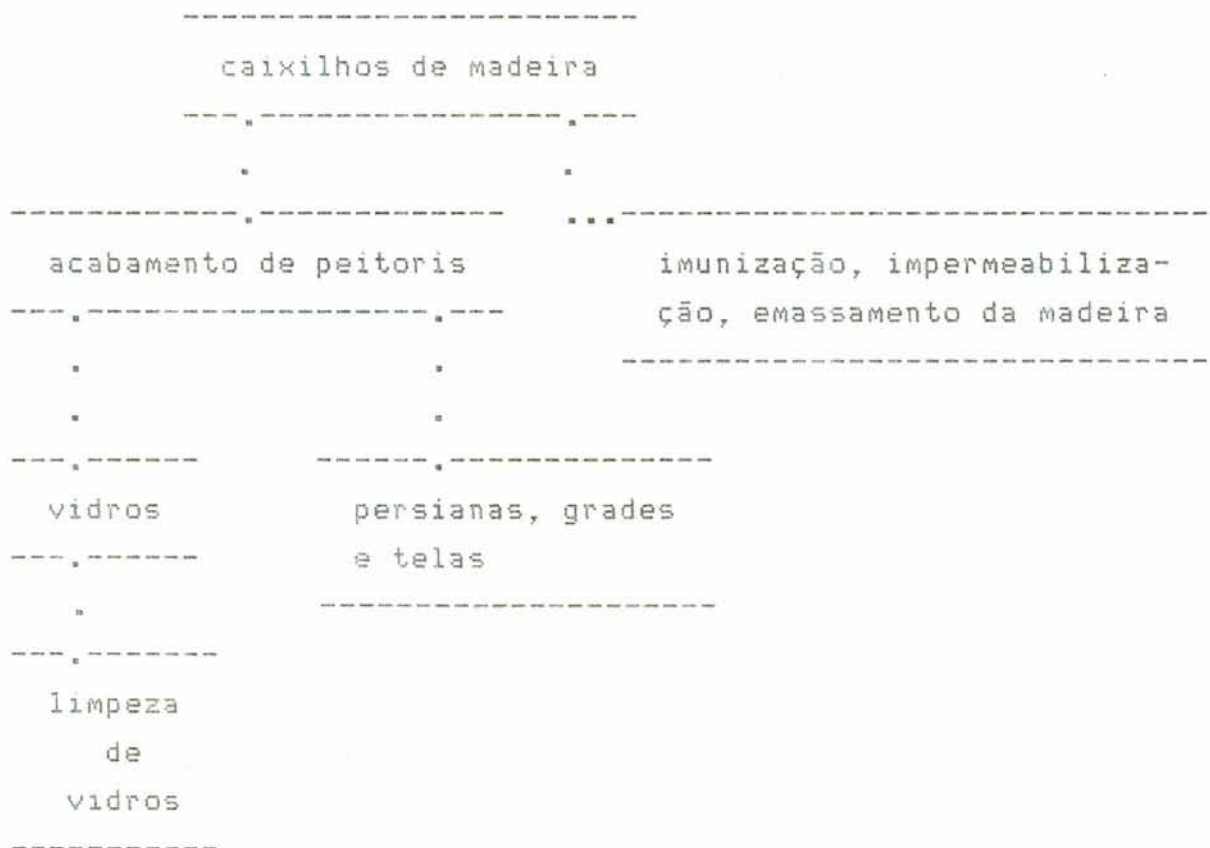 caixilhos de madeira
acabamento de peitoris
imunização, impermeabiliza-
ção, emassamento da madeira
vidros
persianas, grades
e telas
limpeza
de
vidros